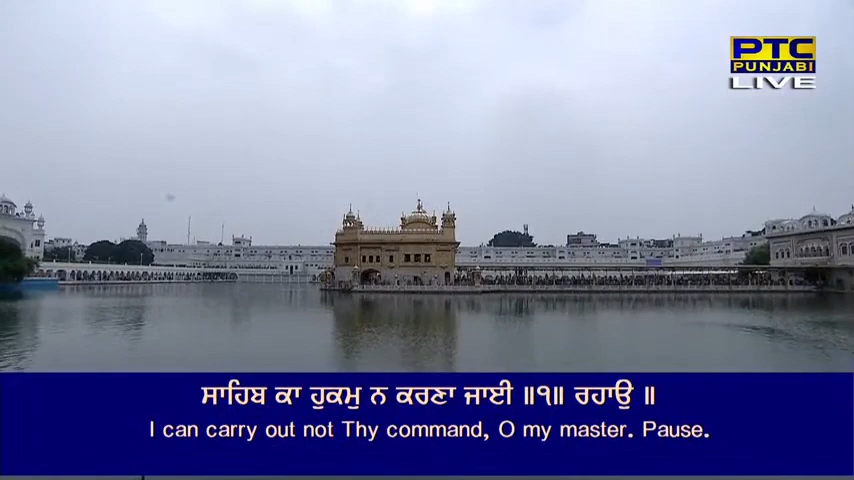 PTC
PUNJABI
LIVE
ਸਾਹਿਬ ਕਾ ਹੁਕਮੁ ਨ ਕਰਣਾ ਜਾਈ ॥੧॥ ਰਹਾਉ ॥
I can carry out not Thy command, O my master. Pause.